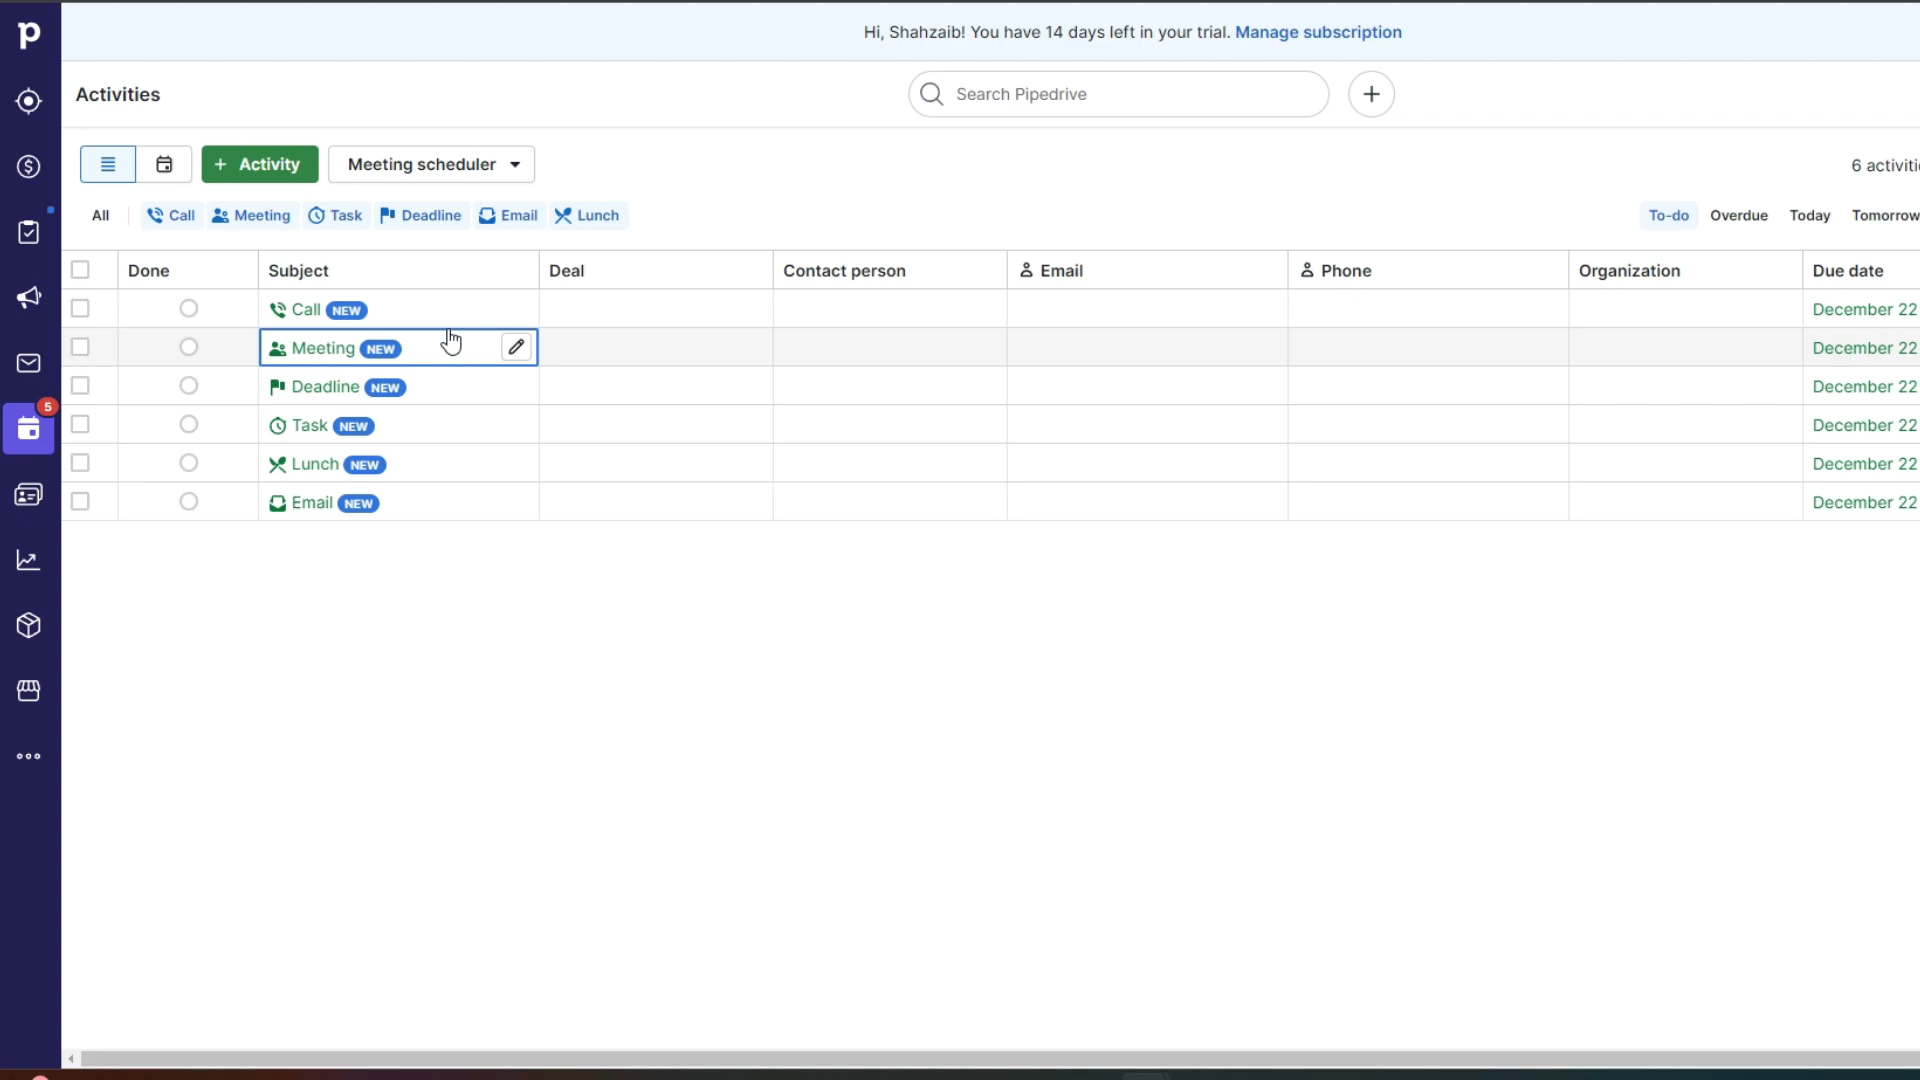 p
Hi, Shahzaib! You have 14 days left in your trial. Manage subscription
Activities
Search Pipedrive
+ Activity
Meeting scheduler
6 activiti
All
Call
Meeting
Task
Deadline
Email
Lunch
To-do
Overdue
Today
Tomorrow
Done
Subject
Deal
Contact person
Email
Phone
Organization
Due date
Call NEW
December 22
Meeting NEW
December 22
Deadline NEW
December 22
5
Task NEW
December 22
Lunch NEW
December 22
Email NEW
December 22